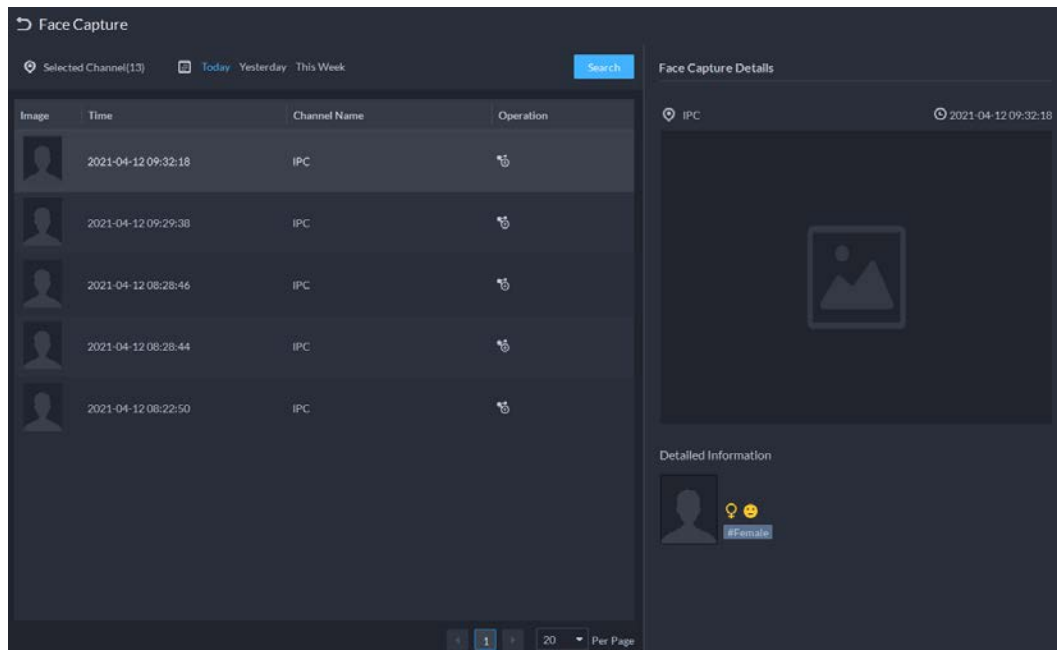 Face Capture
Selected Channel(13) Today Yesterday This Week Search
Image Time Channel Name Operation
2021-04-12 09:32:18 IPC
2021-04-12 09:29:38 IPC
2021-04-12 08:28:46 IPC
2021-04-12 08:28:44 IPC
2021-04-12 08:22:50 IPC
1 20 Per Page
Face Capture Details
IPC 2021-04-12 09:32:18
Detailed Information
#Female